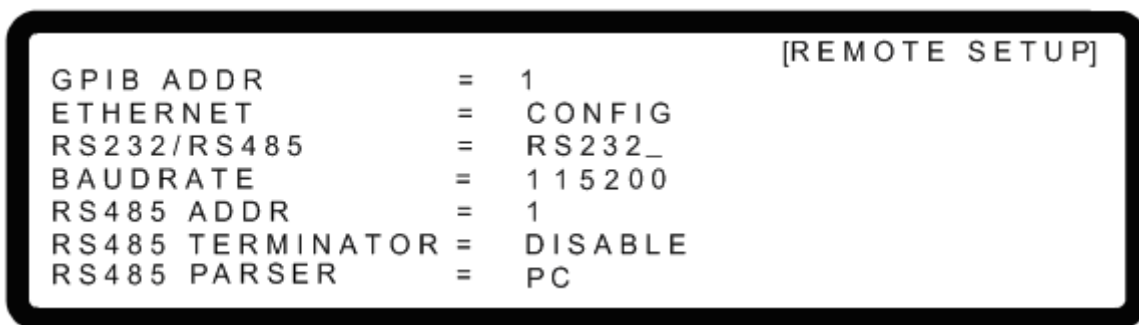 [REMOTE SETUP]
GPIB ADDR = 1
ETHERNET = CONFIG
RS232/RS485 = RS232_
BAUDRATE = 115200
RS485 ADDR = 1
RS485 TERMINATOR = DISABLE
RS485 PARSER = PC